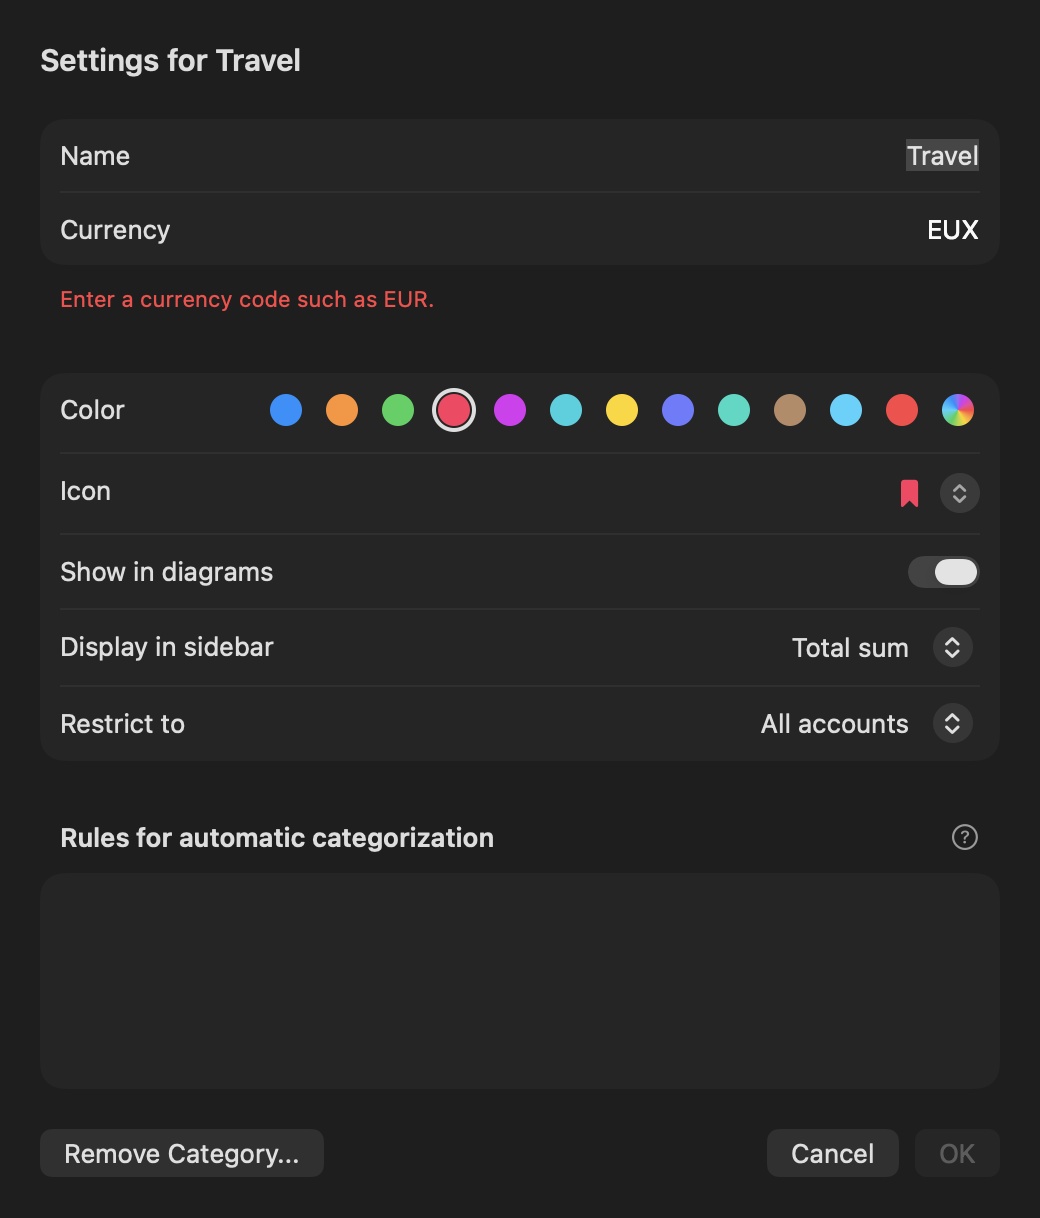 Settings for Travel
Name Travel
Currency EUX
Enter a currency code such as EUR.
Color
Icon
Show in diagrams
Display in sidebar Total sum
Restrict to All accounts
Rules for automatic categorization ?
Remove Category... Cancel OK